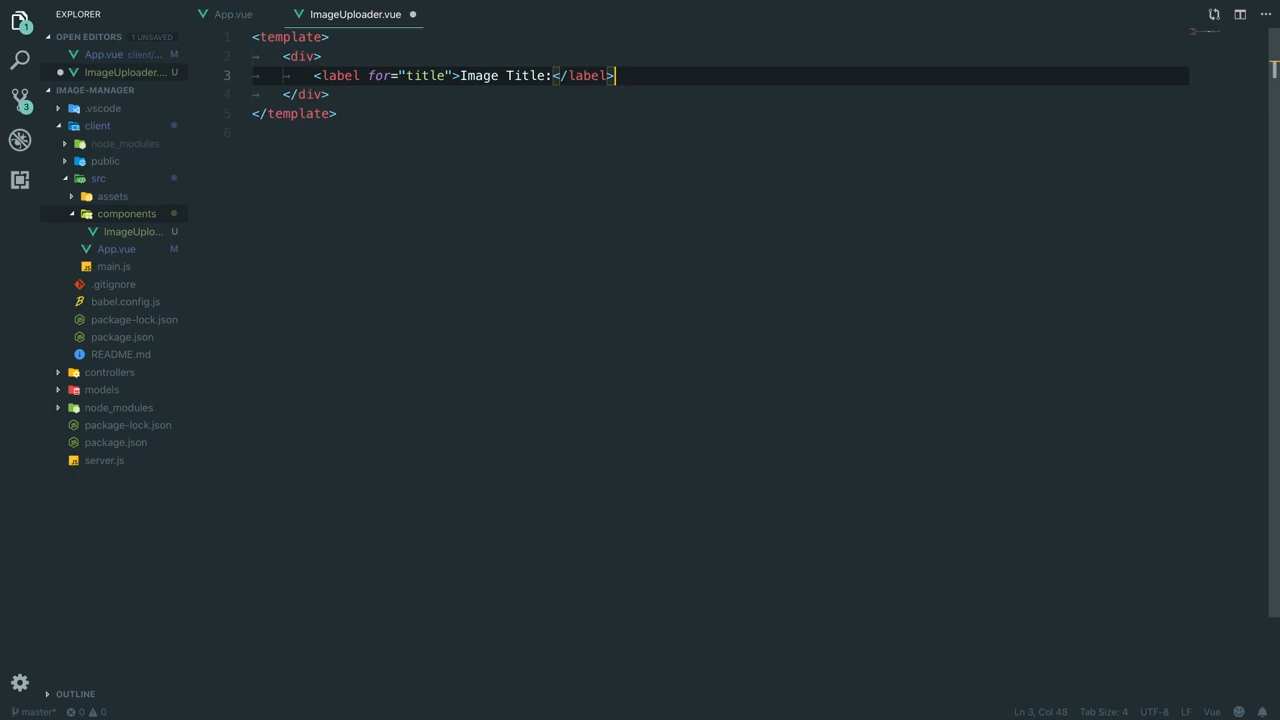 EXPLORER
App.vue
ImageUploader.vue
OPEN EDITORS 1 UNSAVED
App.vue client/... M
ImageUploader.... U
IMAGE-MANAGER
.vscode
client
node_modules
public
src
assets
components
ImageUplo... U
App.vue M
main.js
.gitignore
babel.config.js
package-lock.json
package.json
README.md
controllers
models
node_modules
package-lock.json
package.json
server.js
OUTLINE
1 <template>
2 <div>
3 <label for="title">Image Title:</label>
4 </div>
5 </template>
6
1
3
master* 0 0
Ln 3, Col 48 Tab Size: 4 UTF-8 LF Vue